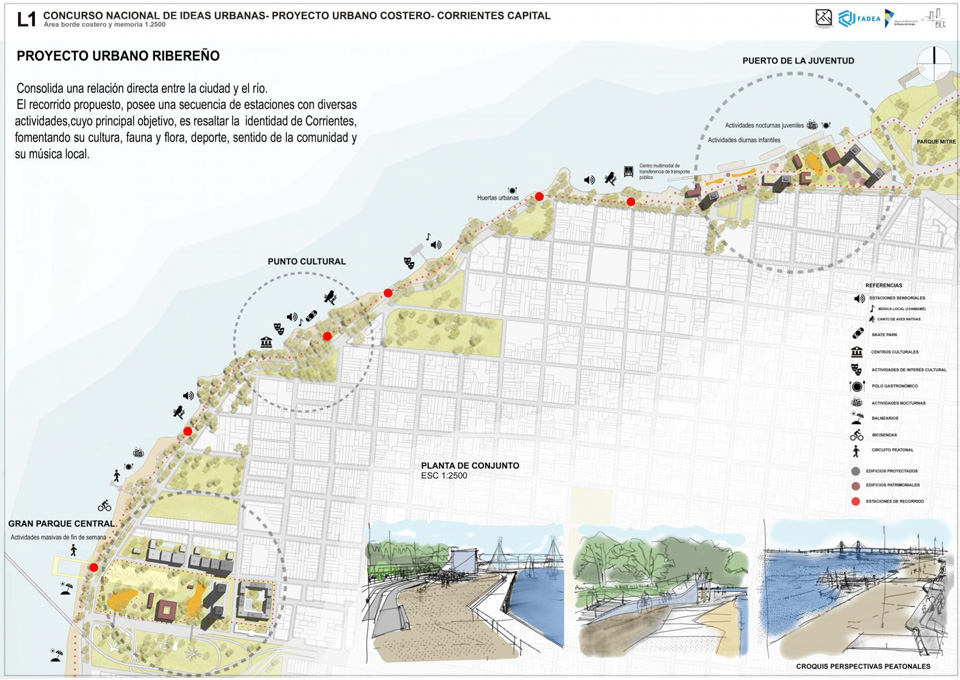 L1 CONCURSO NACIONAL DE IDEAS URBANAS- PROYECTO URBANO COSTERO- CORRIENTES CAPITAL
Área borde costero y memoria 1:2500
FADEA
PROYECTO URBANO RIBEREÑO
Consolida una relación directa entre la ciudad y el río.
El recorrido propuesto, posee una secuencia de estaciones con diversas
actividades,cuyo principal objetivo, es resaltar la identidad de Corrientes,
fomentando su cultura, fauna y flora, deporte, sentido de la comunidad y
su música local.
PUERTO DE LA JUVENTUD
Actividades nocturnas juveniles
Actividades diurnas infantiles
PARQUE MITRE
Centro multimodal de
transferencia de transporte
público
Huertas urbanas
PUNTO CULTURAL
GRAN PARQUE CENTRAL
Actividades masivas de fin de semana
PLANTA DE CONJUNTO
ESC 1:2500
REFERENCIAS
ESTACIONES SENSORIALES
MÚSICA LOCAL (CHAMAMÉ)
CANTO DE AVES NATIVAS
SKATE PARK
CENTROS CULTURALES
ACTIVIDADES DE INTERÉS CULTURAL
POLO GASTRONÓMICO
ACTIVIDADES NOCTURNAS
BALNEARIOS
BICISENDAS
CIRCUITO PEATONAL
EDIFICIOS PROYECTADOS
EDIFICIOS PATRIMONIALES
ESTACIONES DE RECORRIDO
CROQUIS PERSPECTIVAS PEATONALES